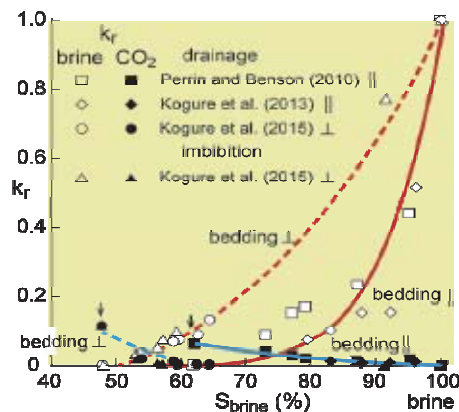 k_r
brine CO₂ drainage
□ ■ Perrin and Benson (2010) ||
◇ ◆ Kogure et al. (2013) ||
○ ● Kogure et al. (2015) ⊥
imbibition
△ ▲ Kogure et al. (2015) ⊥
1.0
0.8
0.6
k_r
0.4
0.2
0
bedding ⊥
bedding ||
bedding ⊥
bedding ||
40 50 60 70 80 90 100
S_brine (%) brine